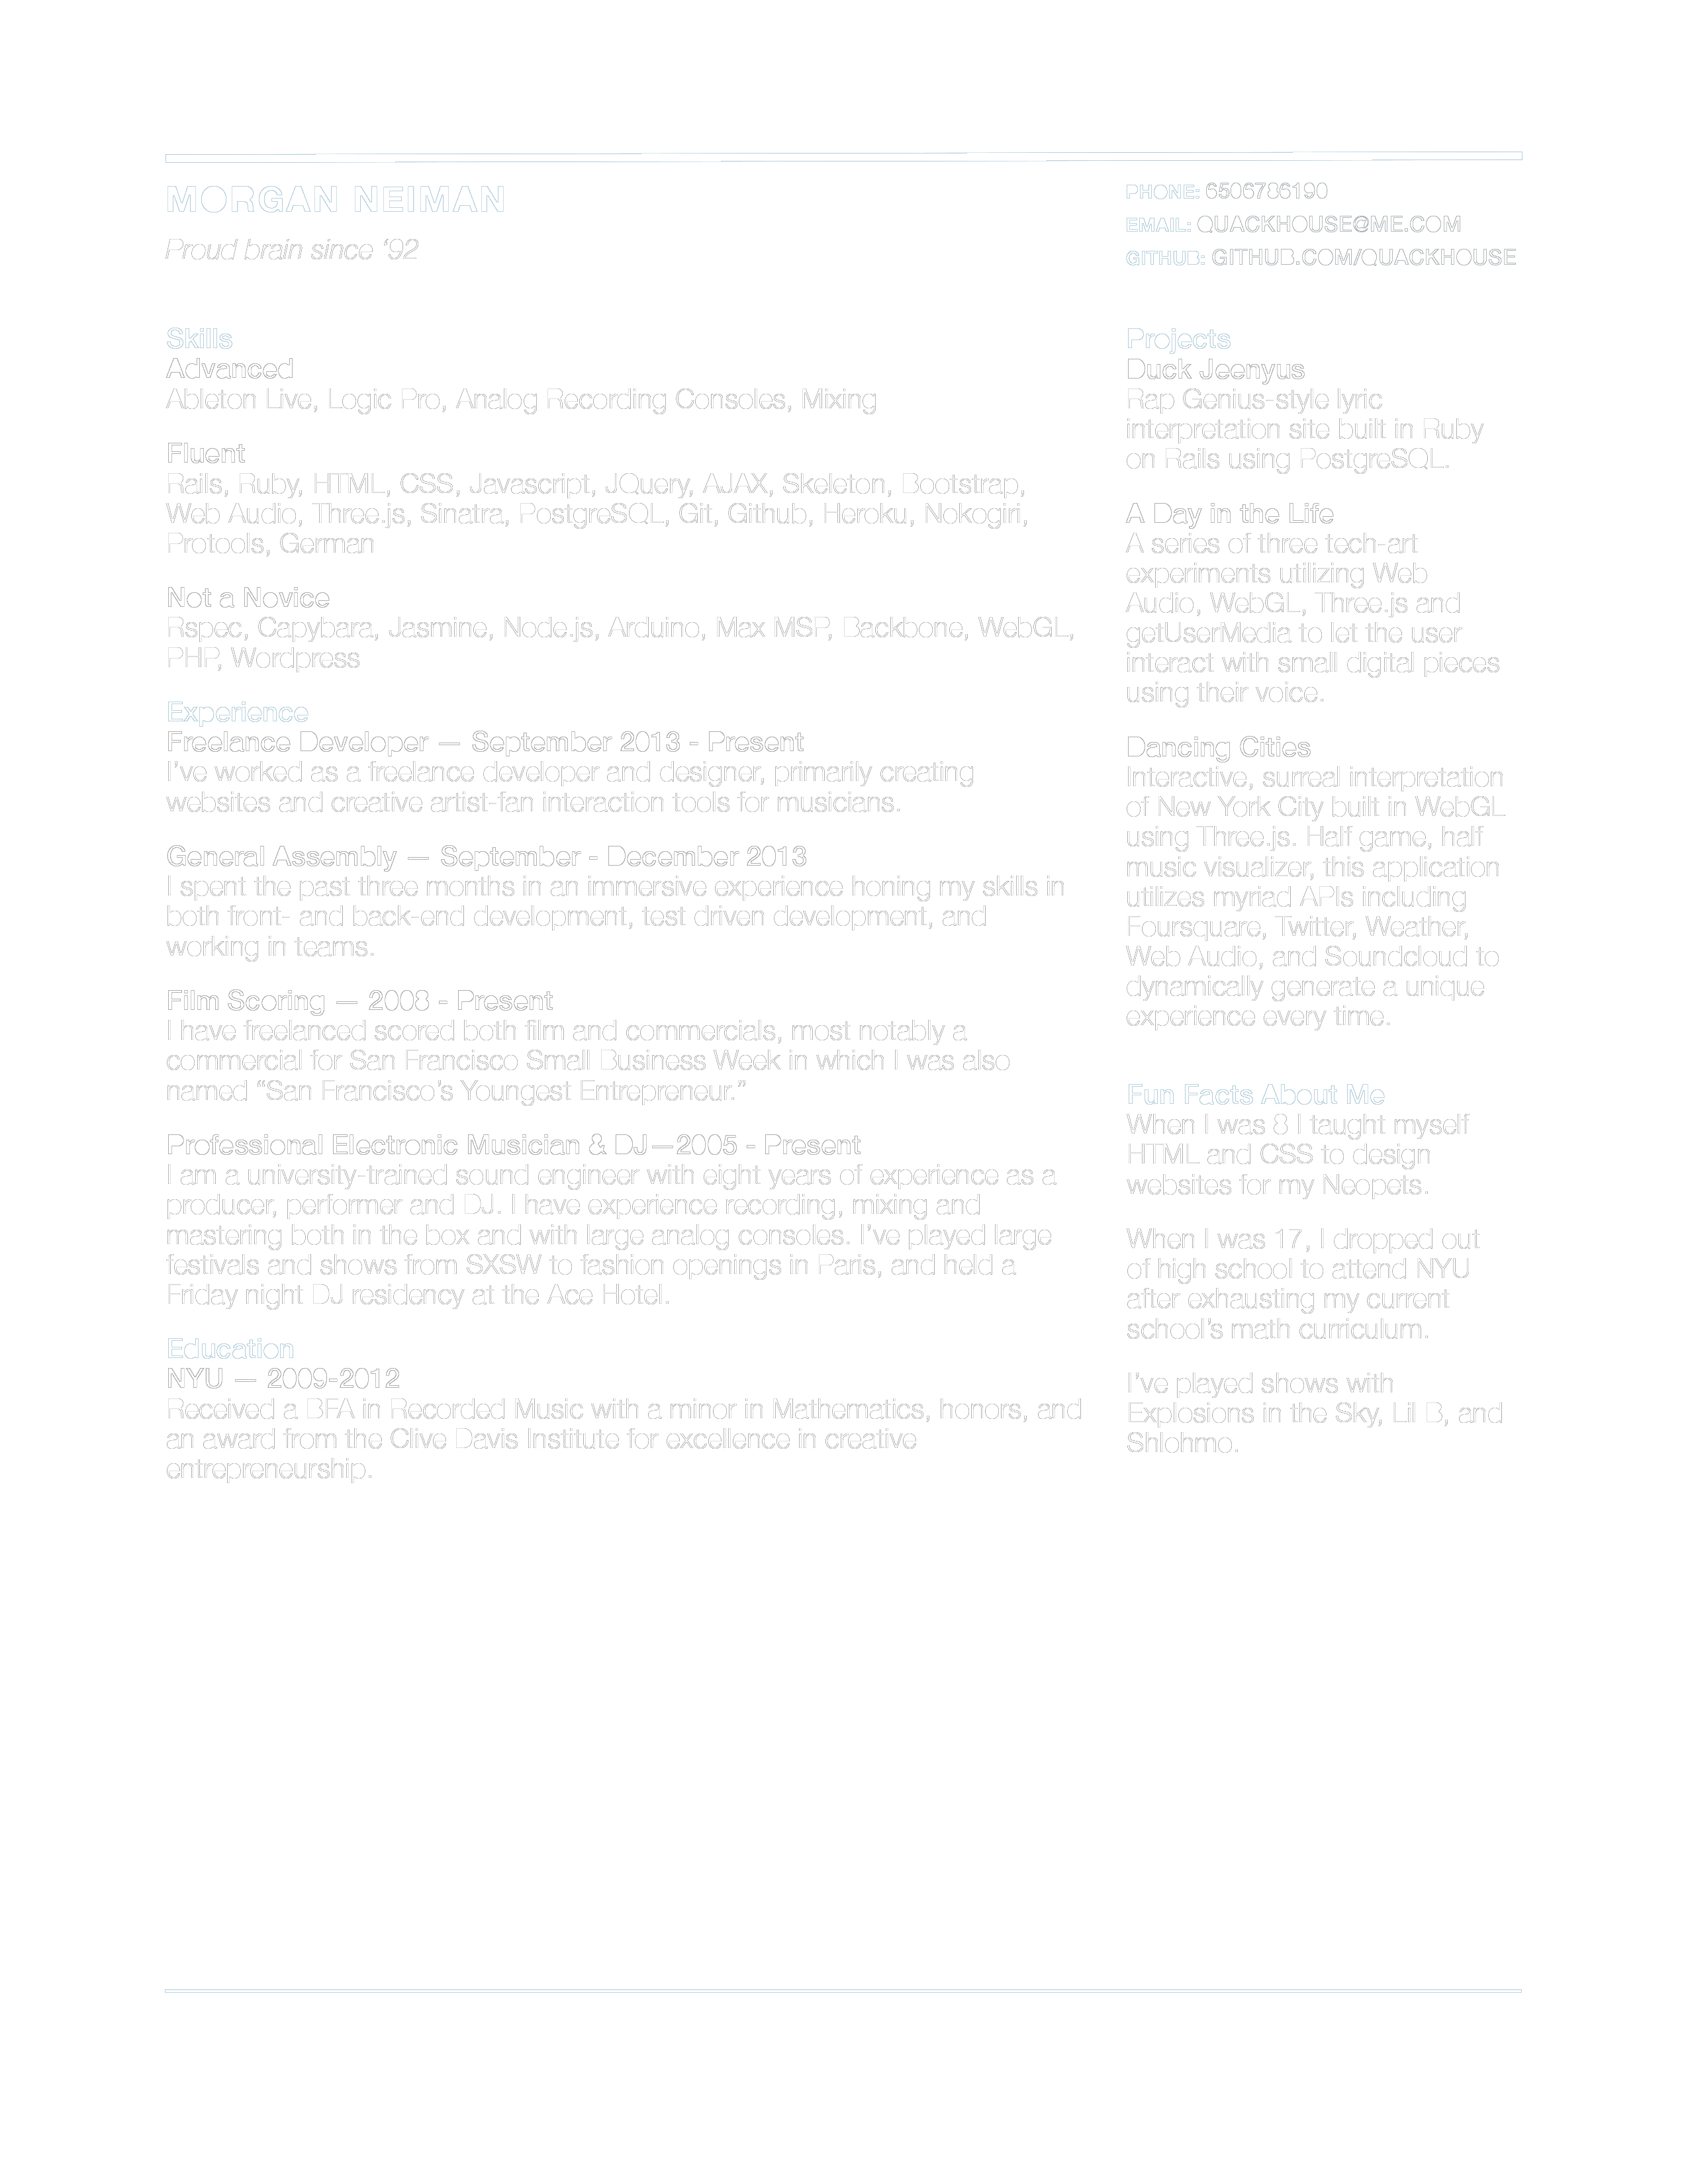 MORGAN NEIMAN
Proud brain since ‘92
PHONE: 6506786190
EMAIL: QUACKHOUSE@ME.COM
GITHUB: GITHUB.COM/QUACKHOUSE
Skills
Advanced
Ableton Live, Logic Pro, Analog Recording Consoles, Mixing
Fluent
Rails, Ruby, HTML, CSS, Javascript, JQuery, AJAX, Skeleton, Bootstrap,
Web Audio, Three.js, Sinatra, PostgreSQL, Git, Github, Heroku, Nokogiri,
Protools, German
Not a Novice
Rspec, Capybara, Jasmine, Node.js, Arduino, Max MSP, Backbone, WebGL,
PHP, Wordpress
Experience
Freelance Developer — September 2013 - Present
I’ve worked as a freelance developer and designer, primarily creating
websites and creative artist-fan interaction tools for musicians.
General Assembly — September - December 2013
I spent the past three months in an immersive experience honing my skills in
both front- and back-end development, test driven development, and
working in teams.
Film Scoring — 2008 - Present
I have freelanced scored both film and commercials, most notably a
commercial for San Francisco Small Business Week in which I was also
named “San Francisco’s Youngest Entrepreneur.”
Professional Electronic Musician & DJ—2005 - Present
I am a university-trained sound engineer with eight years of experience as a
producer, performer and DJ. I have experience recording, mixing and
mastering both in the box and with large analog consoles. I’ve played large
festivals and shows from SXSW to fashion openings in Paris, and held a
Friday night DJ residency at the Ace Hotel.
Education
NYU — 2009-2012
Received a BFA in Recorded Music with a minor in Mathematics, honors, and
an award from the Clive Davis Institute for excellence in creative
entrepreneurship.
Projects
Duck Jeenyus
Rap Genius-style lyric
interpretation site built in Ruby
on Rails using PostgreSQL.
A Day in the Life
A series of three tech-art
experiments utilizing Web
Audio, WebGL, Three.js and
getUserMedia to let the user
interact with small digital pieces
using their voice.
Dancing Cities
Interactive, surreal interpretation
of New York City built in WebGL
using Three.js. Half game, half
music visualizer, this application
utilizes myriad APIs including
Foursquare, Twitter, Weather,
Web Audio, and Soundcloud to
dynamically generate a unique
experience every time.
Fun Facts About Me
When I was 8 I taught myself
HTML and CSS to design
websites for my Neopets.
When I was 17, I dropped out
of high school to attend NYU
after exhausting my current
school’s math curriculum.
I’ve played shows with
Explosions in the Sky, Lil B, and
Shlohmo.